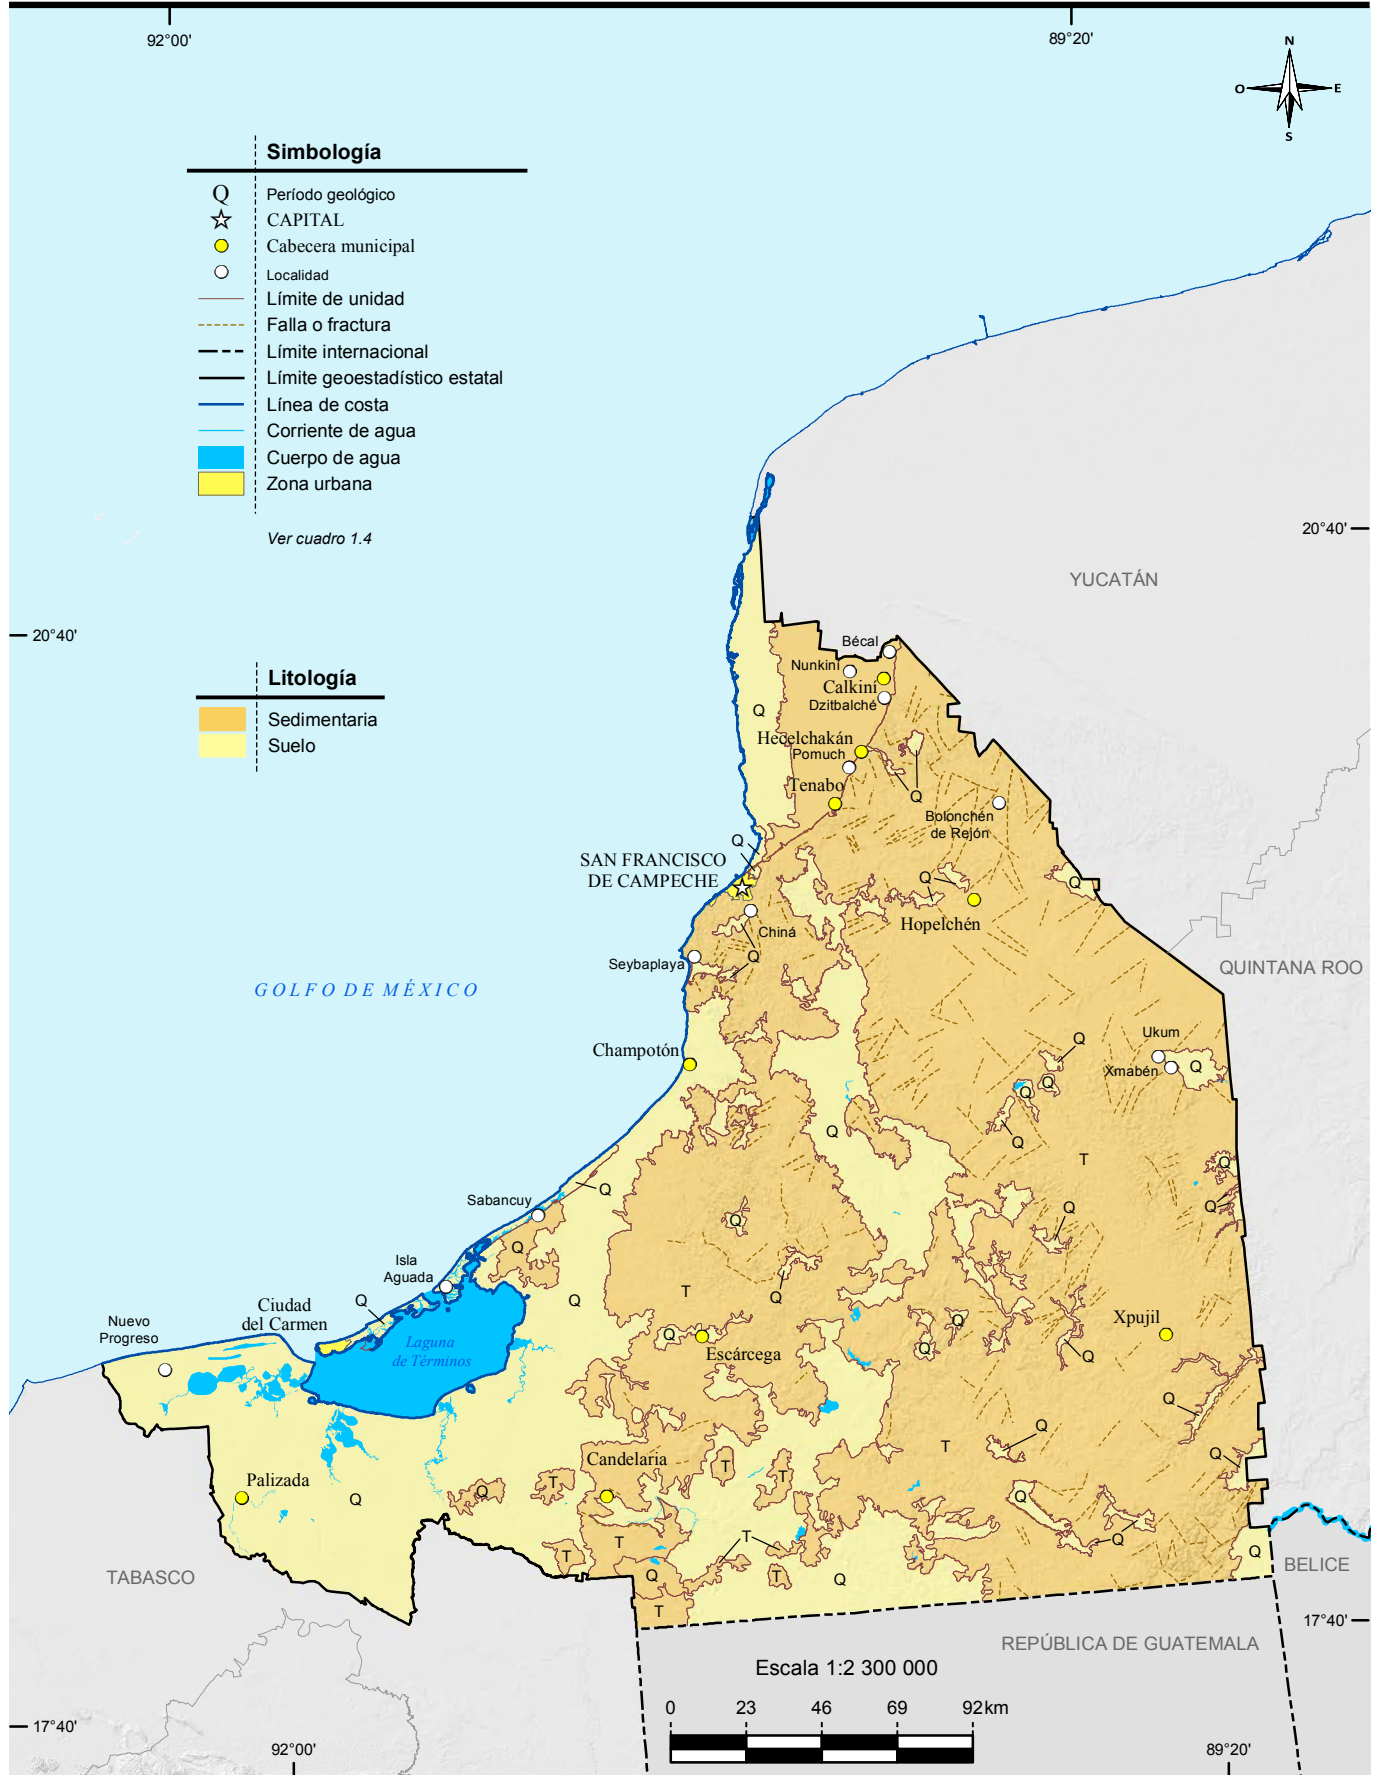 92°00'
89°20'
N
O
E
S
Simbología
Q
Período geológico
CAPITAL
Cabecera municipal
Localidad
Límite de unidad
Falla o fractura
Límite internacional
Límite geoestadístico estatal
Línea de costa
Corriente de agua
Cuerpo de agua
Zona urbana
Ver cuadro 1.4
20°40'
YUCATÁN
20°40'
Bécal
Nunkiní
Calkiní
Dzitbalché
Litología
Sedimentaria
Suelo
Q
Hecelchakán
Pomuch
Tenabo
Q
Bolonchén
de Rejón
Q
SAN FRANCISCO
DE CAMPECHE
Q
Q
Hopelchén
Chiná
Q
Seybaplaya
QUINTANA ROO
GOLFO DE MÉXICO
Champotón
Q
Ukum
Xmabén
Q
Q
Q
Q
Q
T
Q
Sabancuy
Q
Q
Q
Q
Q
Isla
Aguada
Q
T
Q
Q
Ciudad
del Carmen
Nuevo
Progreso
Laguna
de Términos
Q
Escárcega
Q
Q
Xpujil
Q
Q
Q
T
Q
Candelaria
T
T
T
Q
Palizada
Q
Q
Q
T
T
T
Q
T
Q
T
Q
Q
TABASCO
BELICE
17°40'
REPÚBLICA DE GUATEMALA
Escala 1:2 300 000
0
23
46
69
92 km
17°40'
92°00'
89°20'